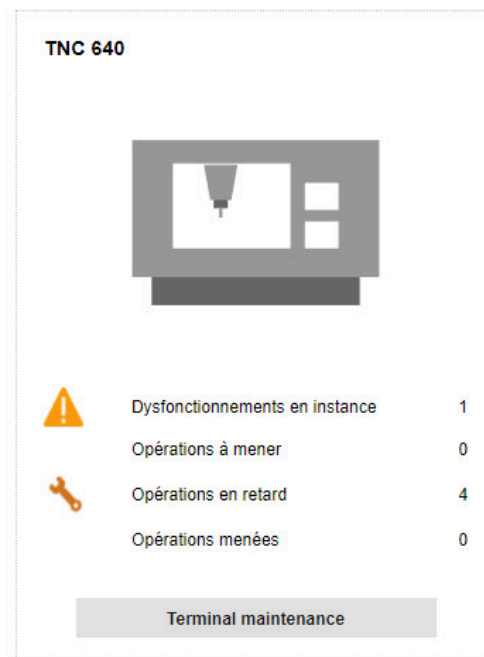 TNC 640
Dysfonctionnements en instance 1
Opérations à mener 0
Opérations en retard 4
Opérations menées 0
Terminal maintenance